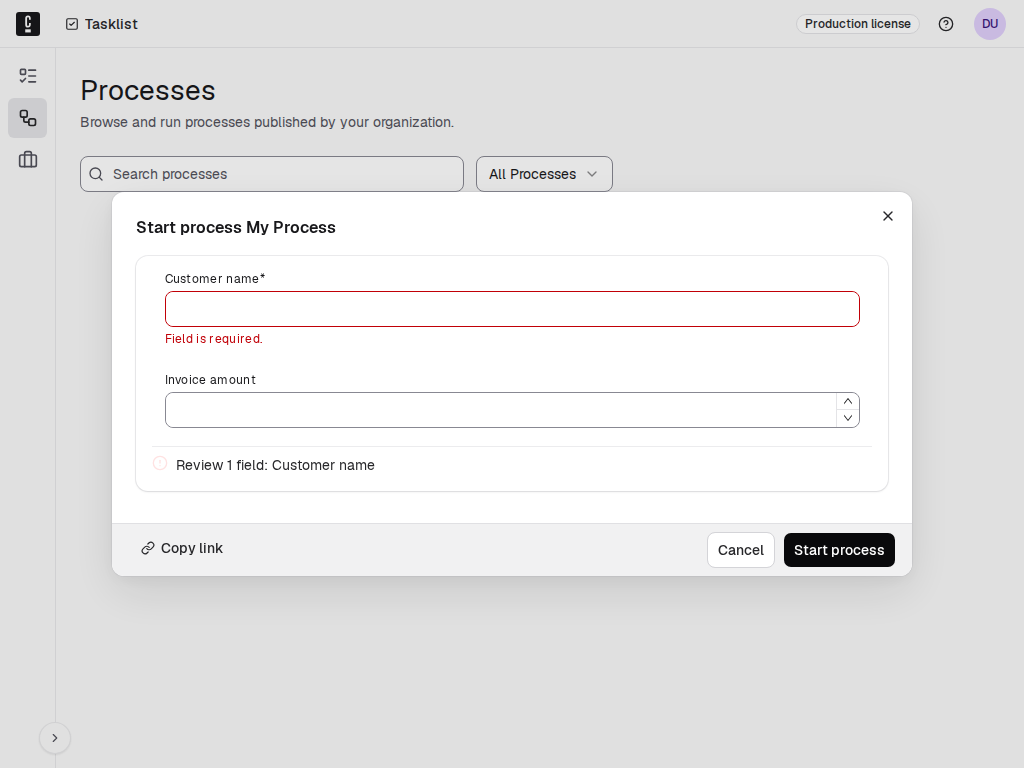 Tasklist
Production license
DU
Processes
Browse and run processes published by your organization.
Search processes
All Processes
Start process My Process
Customer name*
Field is required.
Invoice amount
Review 1 field: Customer name
Copy link
Cancel
Start process